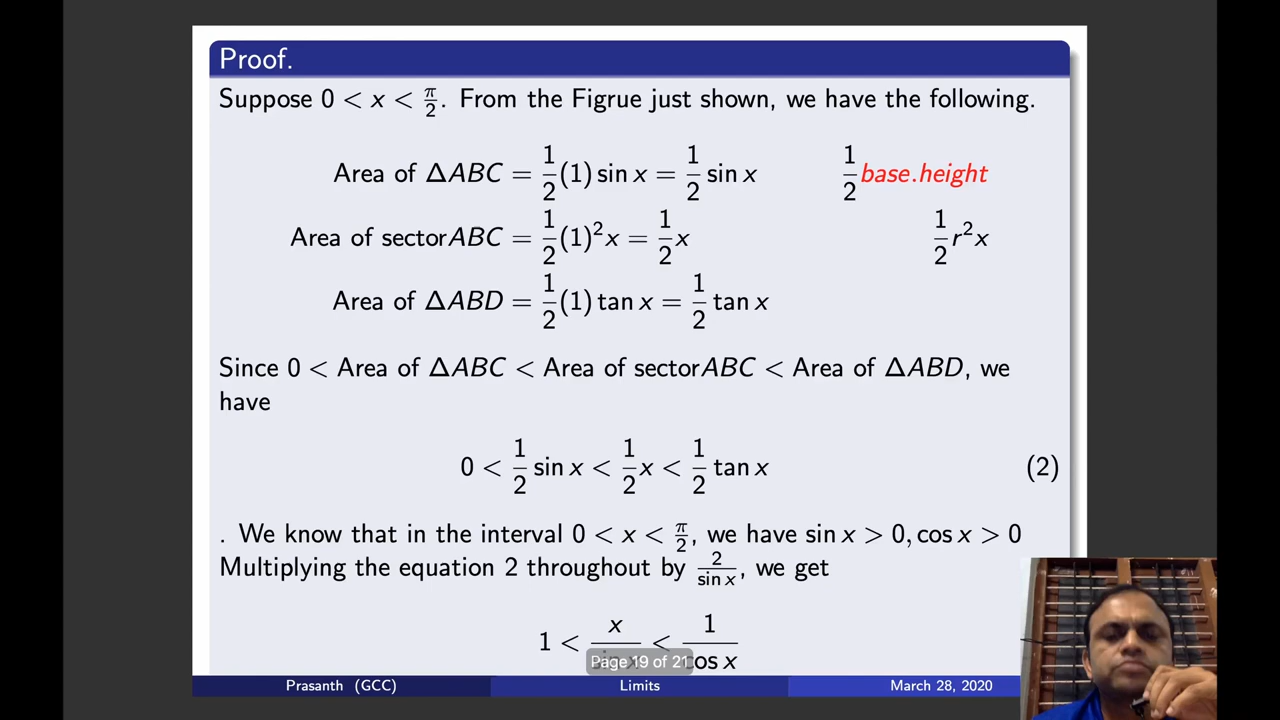 Proof.
Suppose 0 < x < π/2. From the Figrue just shown, we have the following.
Area of ΔABC = 1/2(1) sin x = 1/2 sin x 1/2 base.height
Area of sectorABC = 1/2(1)²x = 1/2 x 1/2 r²x
Area of ΔABD = 1/2(1) tan x = 1/2 tan x
Since 0 < Area of ΔABC < Area of sectorABC < Area of ΔABD, we
have
0 < 1/2 sin x < 1/2 x < 1/2 tan x (2)
. We know that in the interval 0 < x < π/2, we have sin x > 0, cos x > 0
Multiplying the equation 2 throughout by 2/sin x, we get
1 < x/sin x < 1/cos x
Page 19 of 21
Prasanth (GCC) Limits March 28, 2020